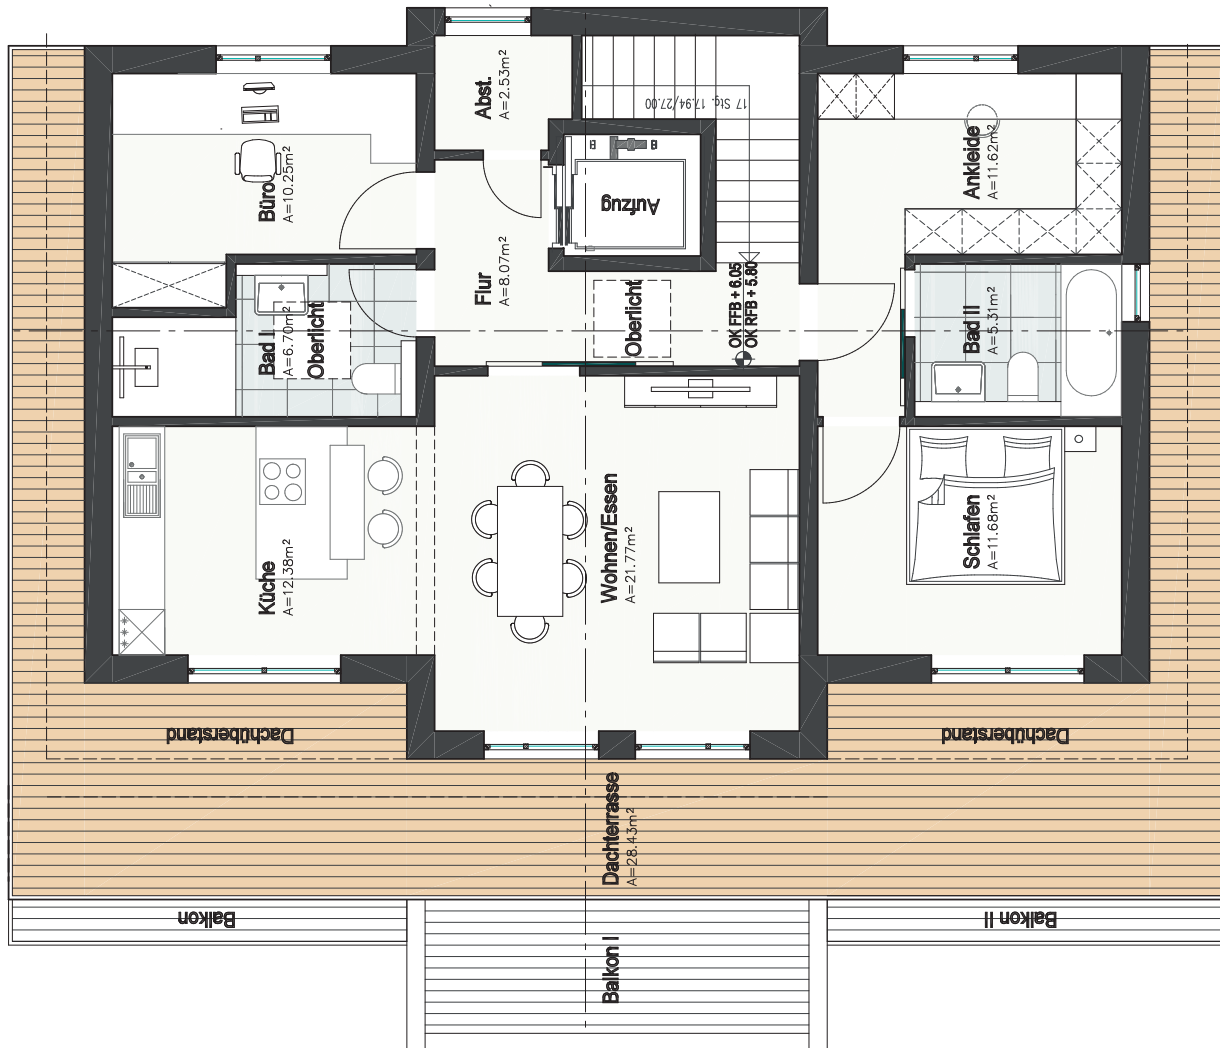 Abst.
A=2.53m²
17 Stg. 17.94/27.00
Büro
A=10.25m²
Aufzug
Ankleide
A=11.62m²
Flur
A=8.07m²
Oberlicht
OK FFB + 6.05
OK RFB + 5.80
Bad I
A=6.70m²
Oberlicht
Bad II
A=5.31m²
Küche
A=12.38m²
Wohnen/Essen
A=21.77m²
Schlafen
A=11.68m²
Dachüberstand
Dachüberstand
Dachterrasse
A=28.43m²
Balkon
Balkon I
Balkon II